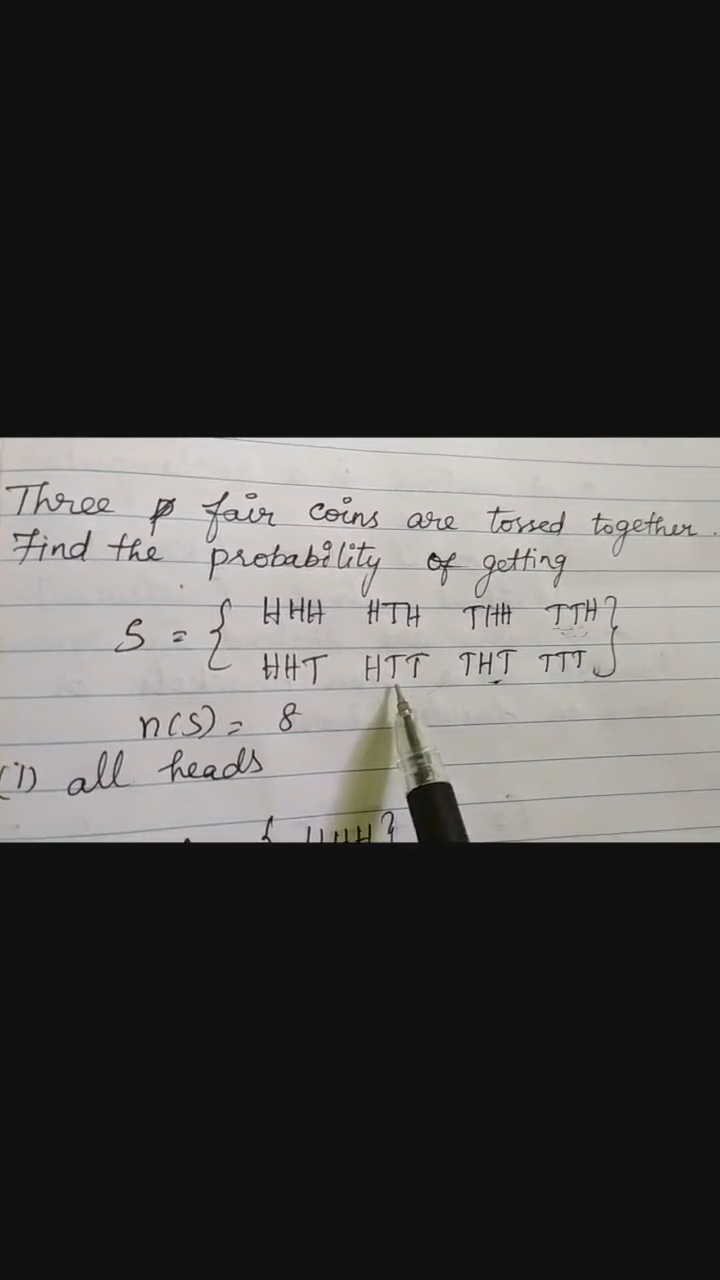 Three fair coins are tossed together.
Find the probability of getting
S = { HHH HTH THH TTH
HHT HTT THT TTT }
n(S) = 8
(i) all heads
{ HHH }